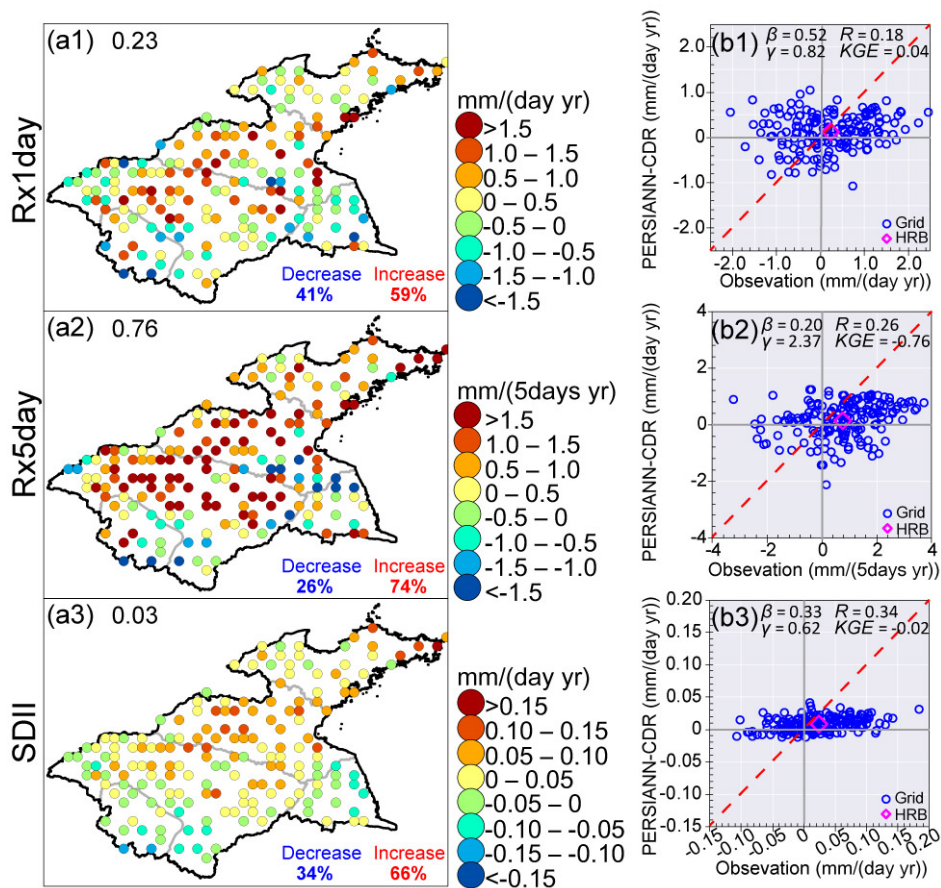 (a1) 0.23
Rx1day
mm/(day yr)
>1.5
1.0 – 1.5
0.5 – 1.0
0 – 0.5
-0.5 – 0
-1.0 – -0.5
-1.5 – -1.0
<-1.5
Decrease Increase
41% 59%
(b1)
β = 0.52 R = 0.18
γ = 0.82 KGE = 0.04
PERSIANN-CDR (mm/(day yr))
2.0
1.0
0
-1.0
-2.0
Grid
HRB
-2.0 -1.0 0 1.0 2.0
Obsevation (mm/(day yr))
(a2) 0.76
Rx5day
mm/(5days yr)
>1.5
1.0 – 1.5
0.5 – 1.0
0 – 0.5
-0.5 – 0
-1.0 – -0.5
-1.5 – -1.0
<-1.5
Decrease Increase
26% 74%
(b2)
β = 0.20 R = 0.26
γ = 2.37 KGE = -0.76
PERSIANN-CDR (mm/(day yr))
4
2
0
-2
-4
Grid
HRB
-4 -2 0 2 4
Obsevation (mm/(5days yr))
(a3) 0.03
SDII
mm/(day yr)
>0.15
0.10 – 0.15
0.05 – 0.10
0 – 0.05
-0.05 – 0
-0.10 – -0.05
-0.15 – -0.10
<-0.15
Decrease Increase
34% 66%
(b3)
β = 0.33 R = 0.34
γ = 0.62 KGE = -0.02
PERSIANN-CDR (mm/(day yr))
0.20
0.15
0.10
0.05
0
-0.05
-0.10
-0.15
Grid
HRB
-0.15 -0.10 -0.05 0 0.05 0.10 0.15 0.20
Obsevation (mm/(day yr))